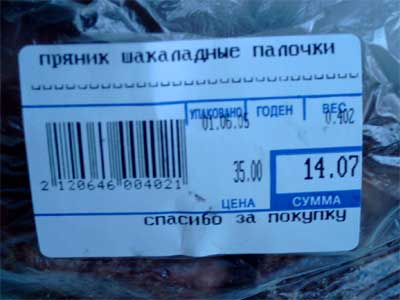 пряник шакаладные палочки
УПАКОВАНО ГОДЕН ВЕС
01.06.95 0.402
35.00 14.07
ЦЕНА СУММА
2 120646 004021
спасибо за покупку